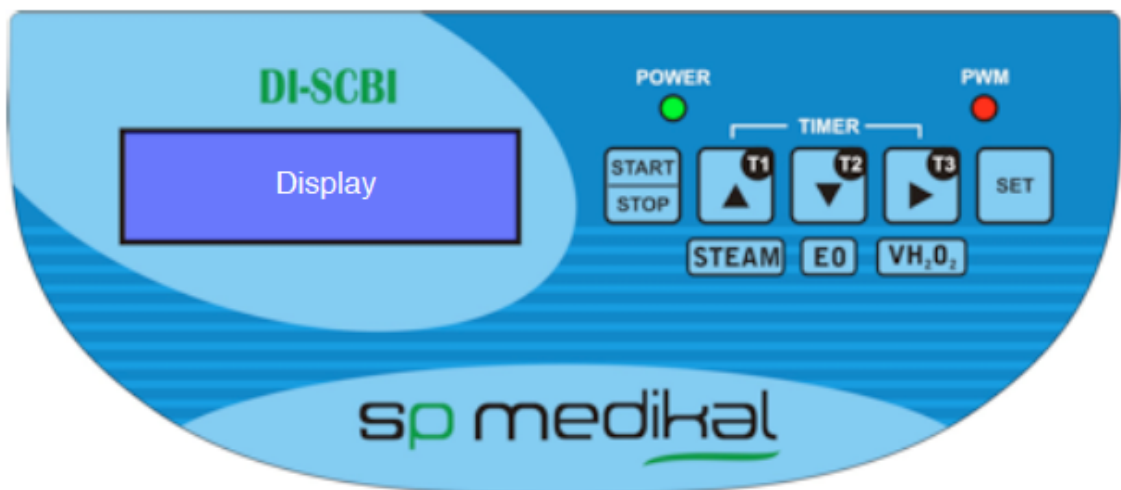 DI-SCBI
Display
POWER
PWM
TIMER
START
STOP
T1
T2
T3
SET
STEAM
EO
VH₂O₂
sp medikal